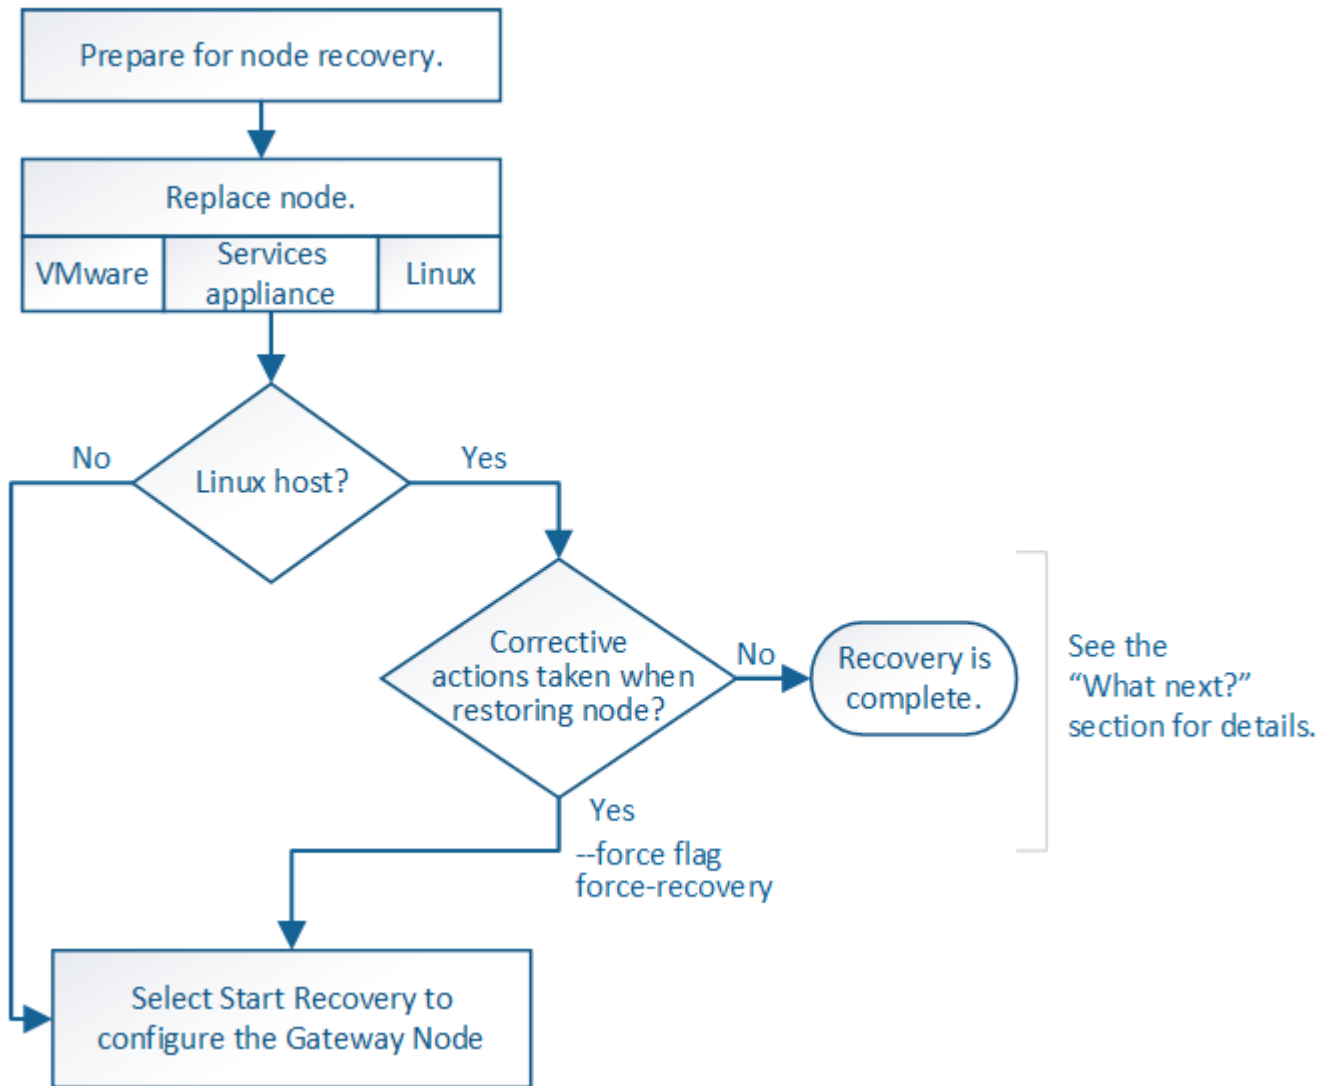 Prepare for node recovery.
Replace node.
VMware
Services
appliance
Linux
Linux host?
No
Yes
Corrective
actions taken when
restoring node?
No
Recovery is
complete.
See the
“What next?”
section for details.
Yes
--force flag
force-recovery
Select Start Recovery to
configure the Gateway Node